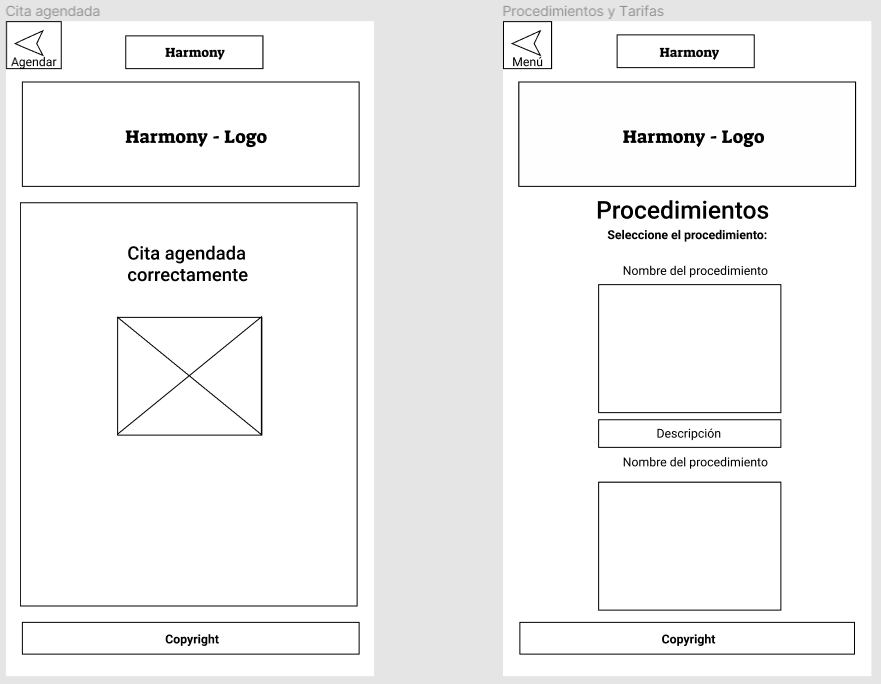 Cita agendada
Agendar
Harmony
Harmony - Logo
Cita agendada
correctamente
Copyright
Procedimientos y Tarifas
Menú
Harmony
Harmony - Logo
Procedimientos
Seleccione el procedimiento:
Nombre del procedimiento
Descripción
Nombre del procedimiento
Copyright